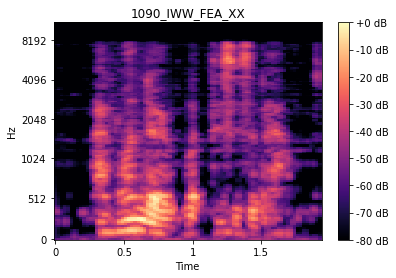 1090_IWW_FEA_XX
Hz
8192
4096
2048
1024
512
0
0
0.5
1
1.5
Time
+0 dB
-10 dB
-20 dB
-30 dB
-40 dB
-50 dB
-60 dB
-70 dB
-80 dB